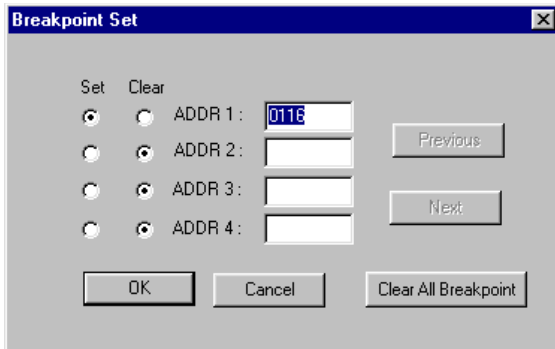 Breakpoint Set
Set Clear
ADDR 1 : 0116
ADDR 2 :
Previous
ADDR 3 :
Next
ADDR 4 :
OK Cancel Clear All Breakpoint